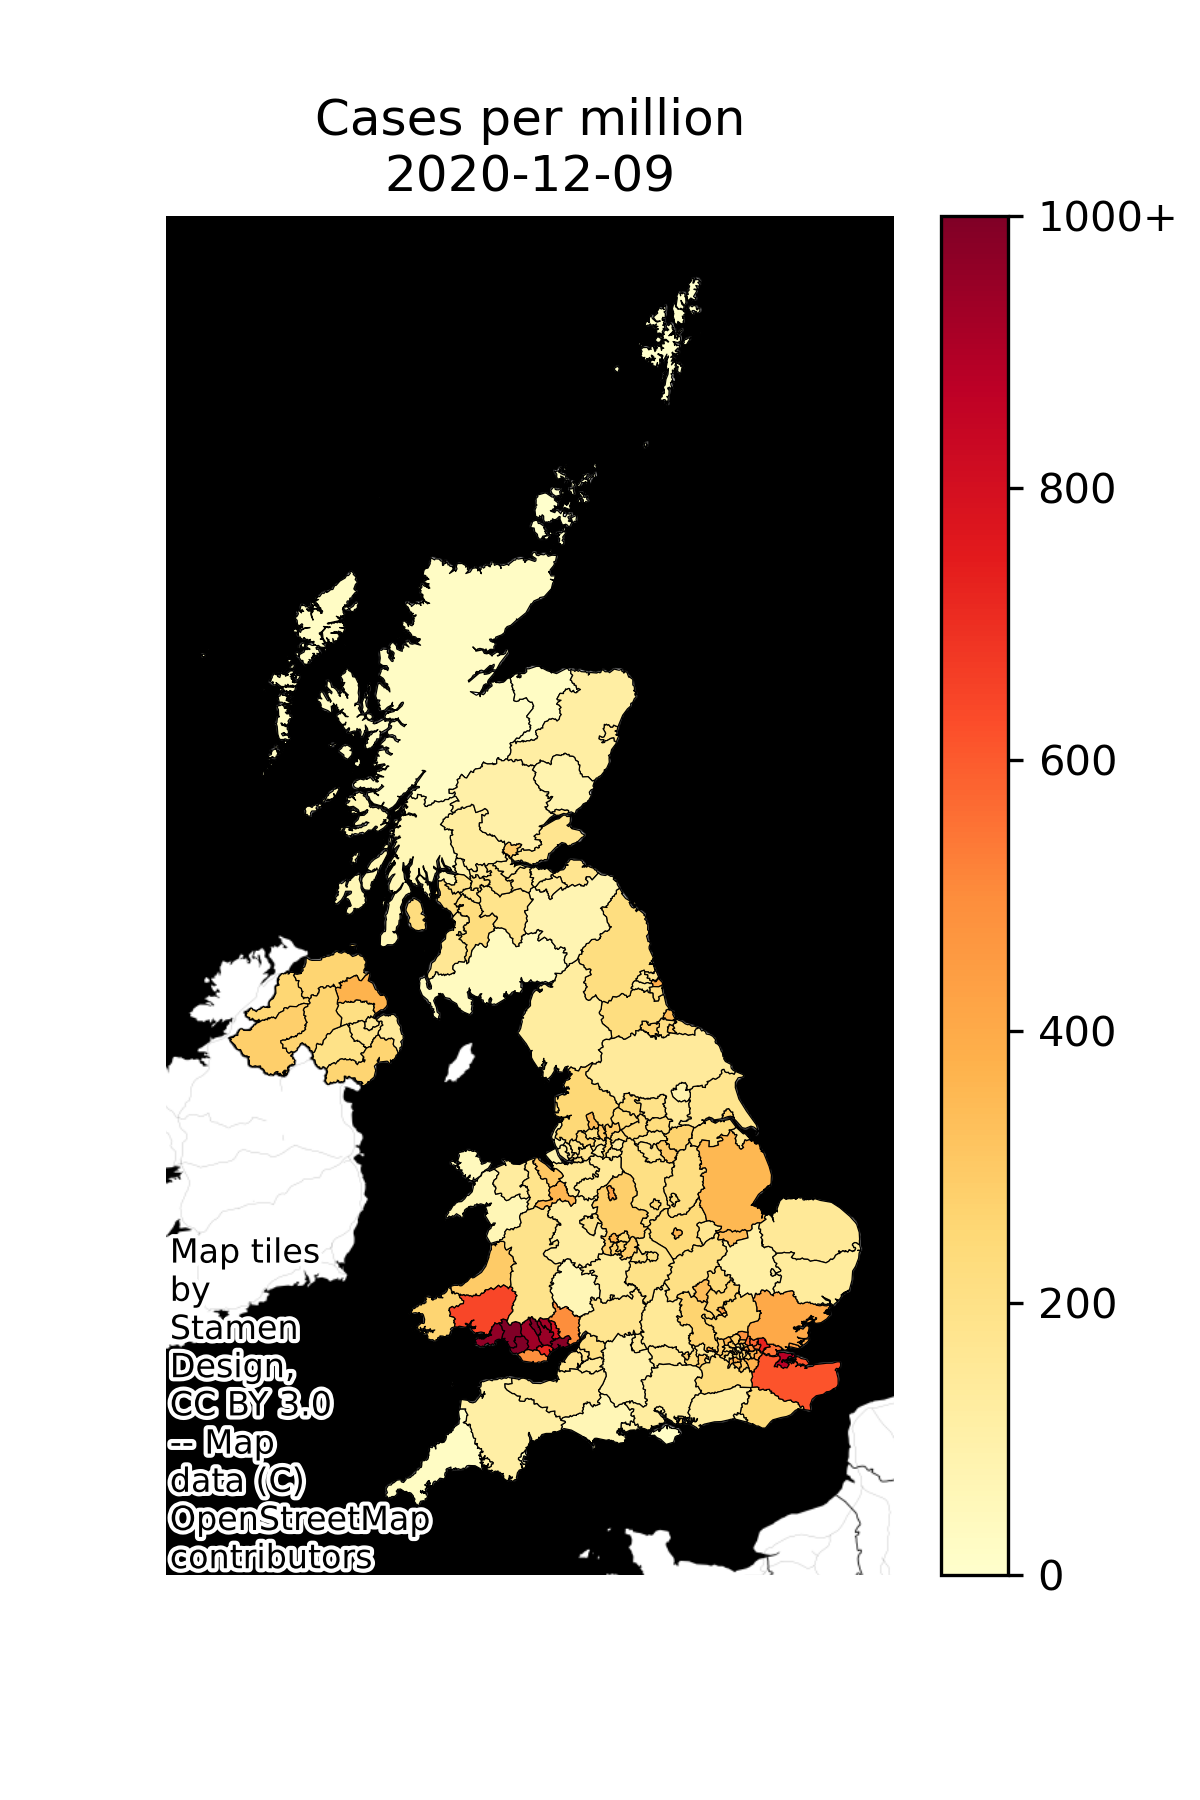 Cases per million
2020-12-09
1000+
800
600
400
200
0
Map tiles
by
Stamen
Design,
CC BY 3.0
-- Map
data (C)
OpenStreetMap
contributors